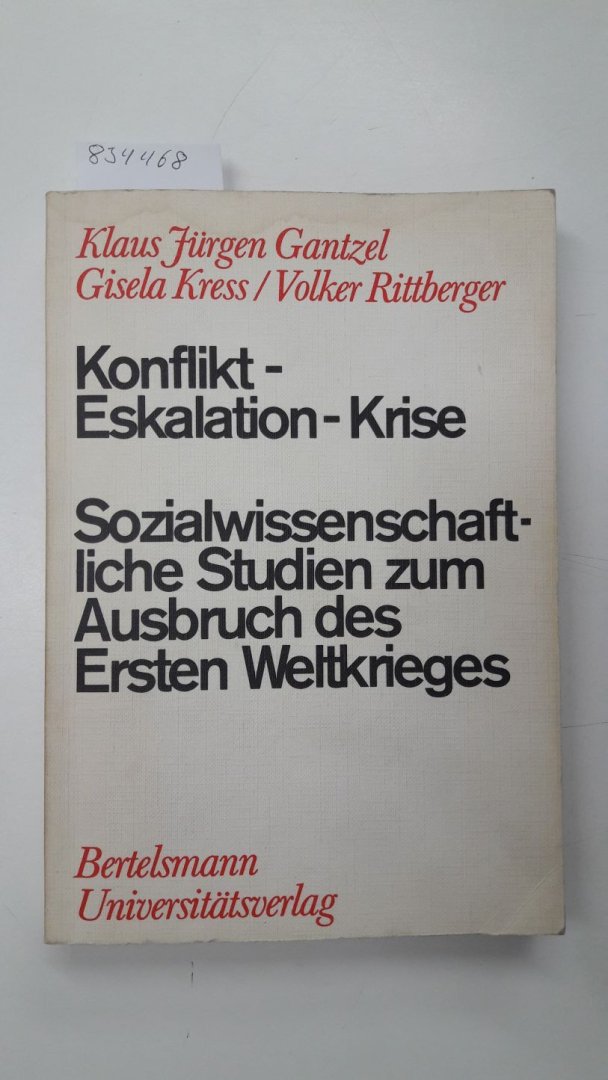 834468
Klaus Jürgen Gantzel
Gisela Kress / Volker Rittberger
Konflikt -
Eskalation - Krise
Sozialwissenschaft-
liche Studien zum
Ausbruch des
Ersten Weltkrieges
Bertelsmann
Universitätsverlag